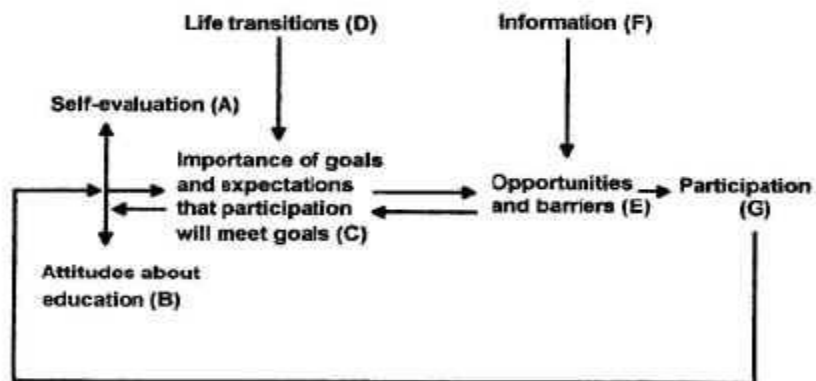 Life transitions (D)
Information (F)
Self-evaluation (A)
Importance of goals
and expectations
that participation
will meet goals (C)
Opportunities
and barriers (E)
Participation
(G)
Attitudes about
education (B)